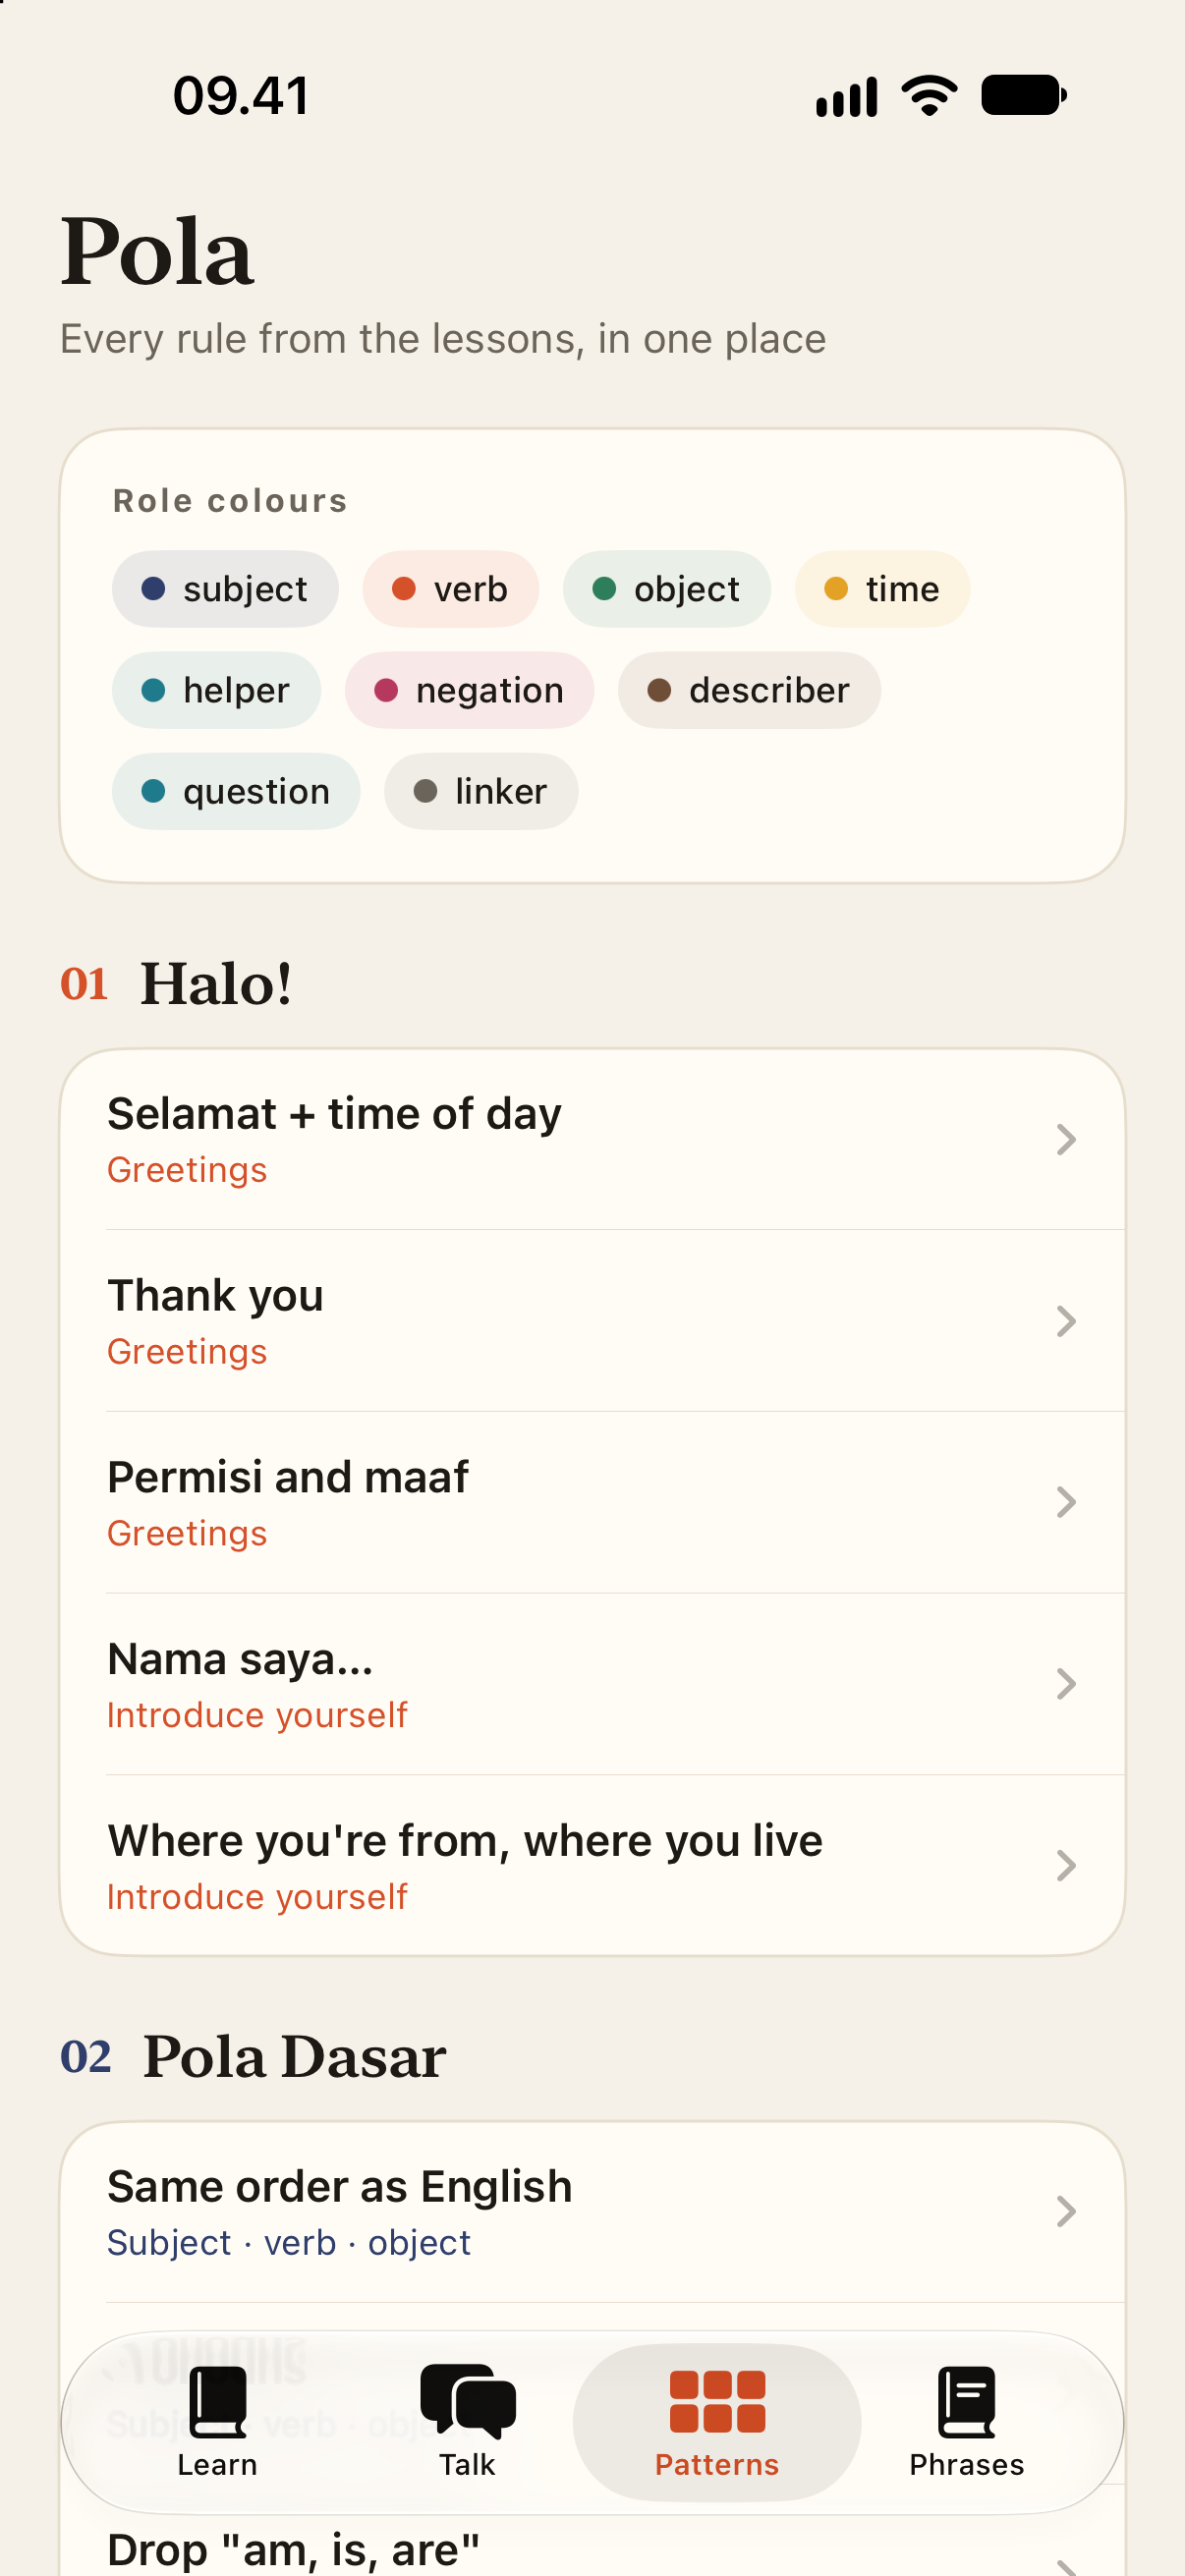 09.41
Pola
Every rule from the lessons, in one place
Role colours
subject verb object time
helper negation describer
question linker
01 Halo!
Selamat + time of day
Greetings
Thank you
Greetings
Permisi and maaf
Greetings
Nama saya...
Introduce yourself
Where you're from, where you live
Introduce yourself
02 Pola Dasar
Same order as English
Subject · verb · object
Subject · verb · object
Learn Talk Patterns Phrases
Drop "am, is, are"